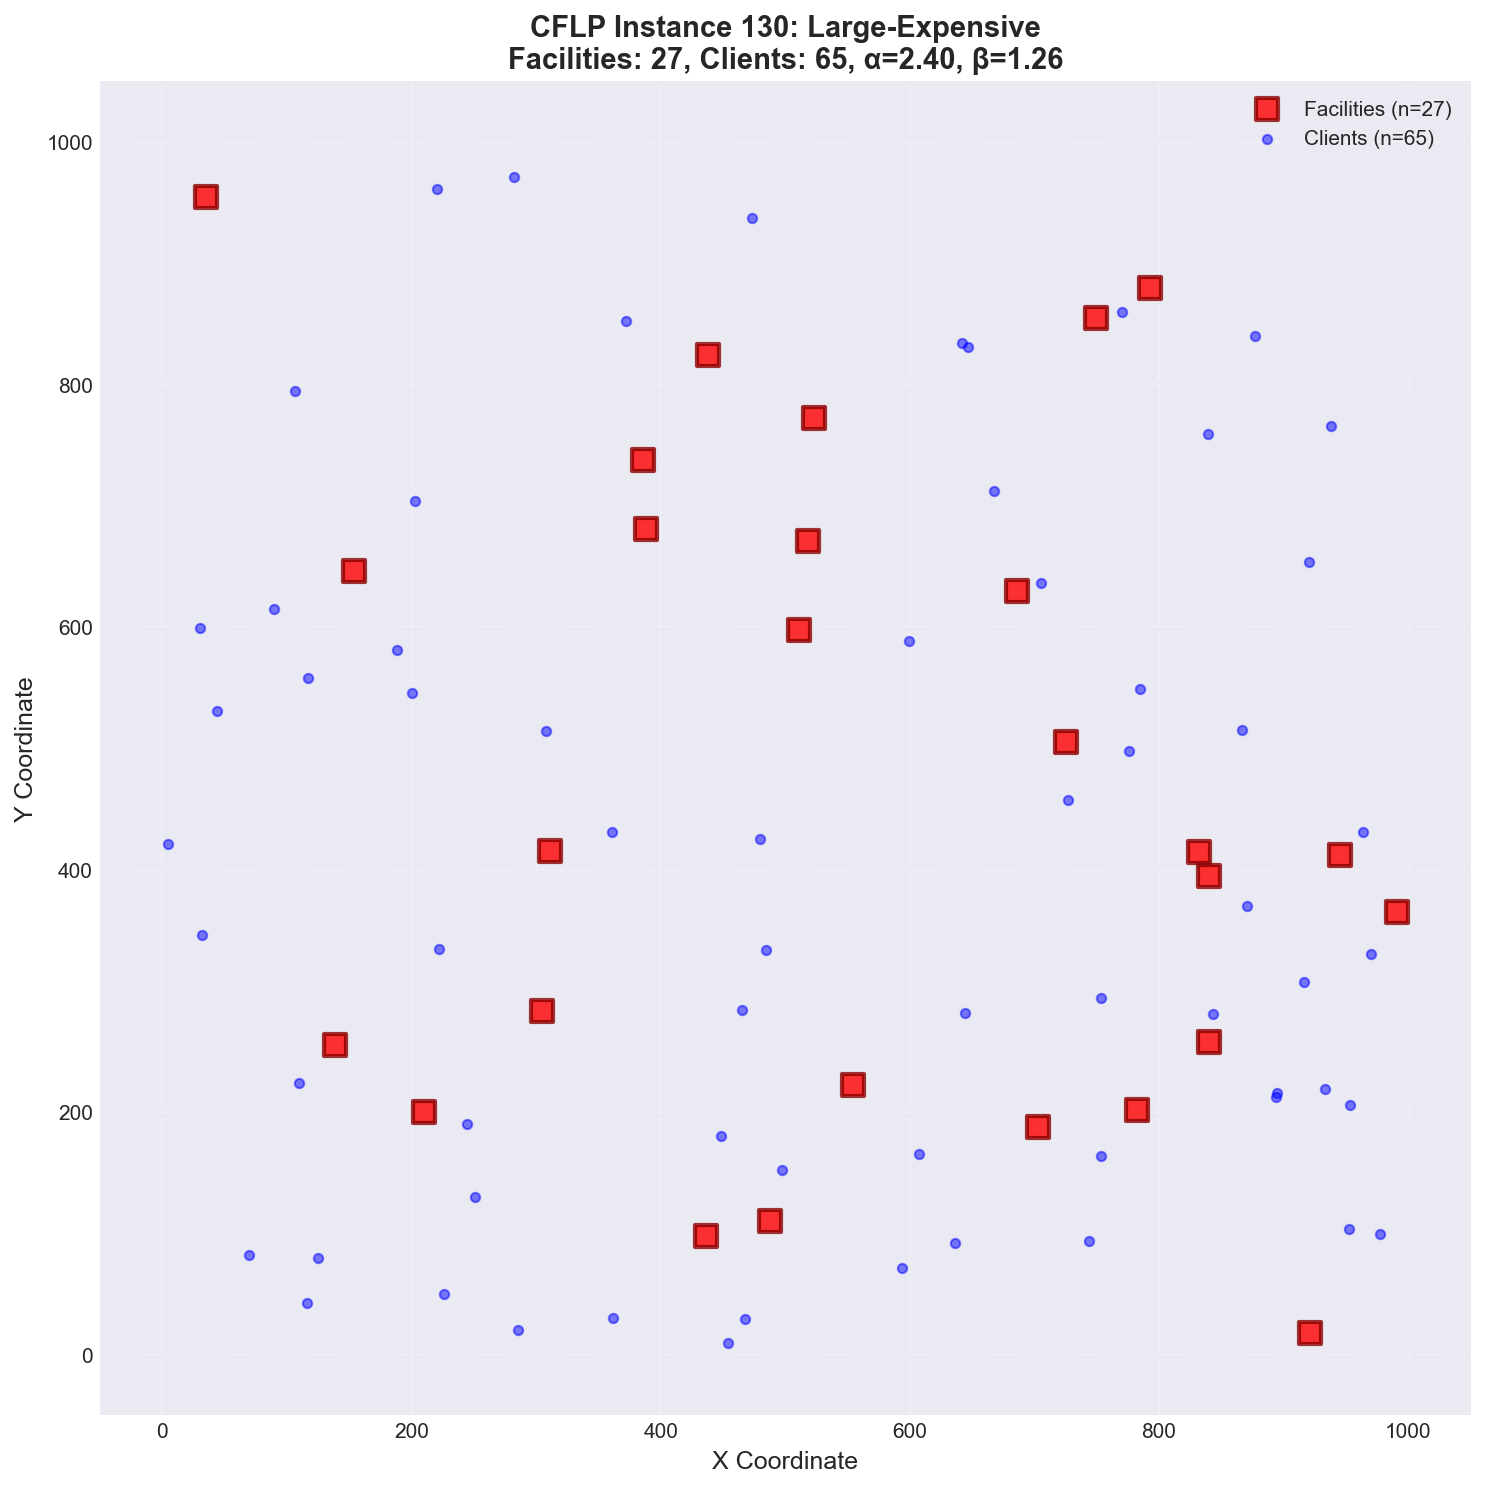 CFLP Instance 130: Large-Expensive
Facilities: 27, Clients: 65, α=2.40, β=1.26
Facilities (n=27)
Clients (n=65)
1000
800
600
400
200
0
Y Coordinate
0 200 400 600 800 1000
X Coordinate